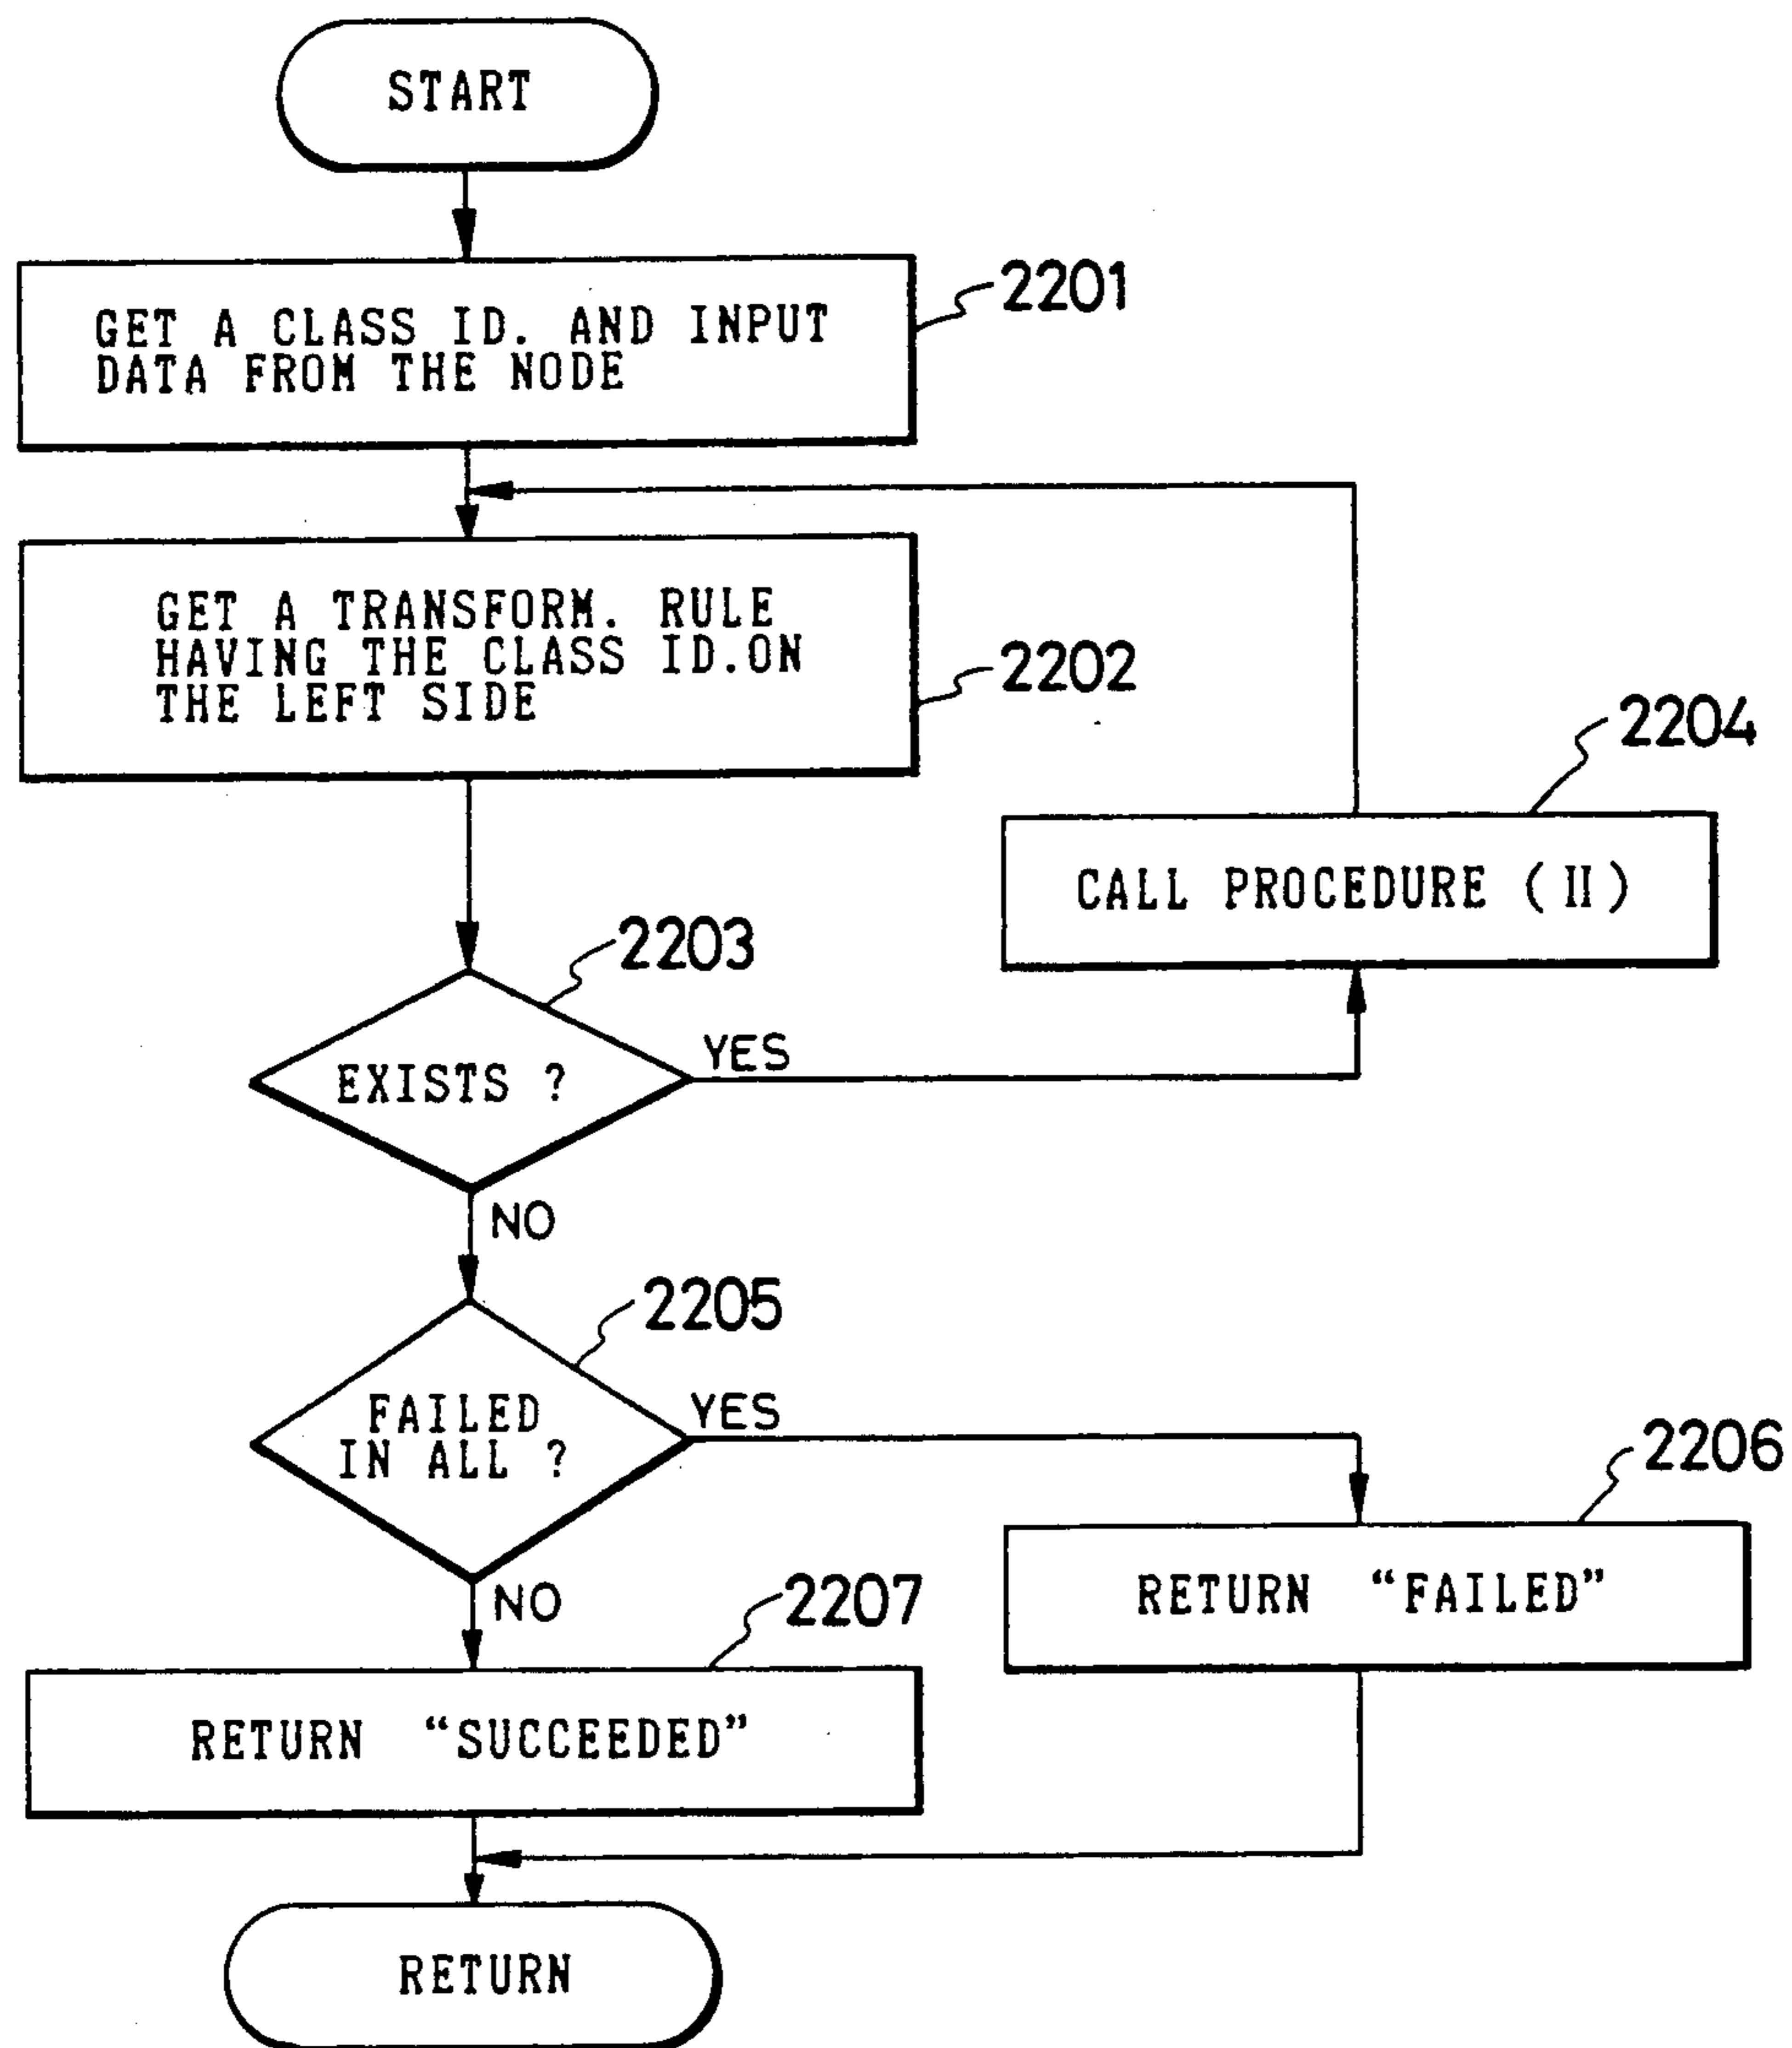 START
2201
GET A CLASS ID. AND INPUT
DATA FROM THE NODE
GET A TRANSFORM. RULE
HAVING THE CLASS ID.ON
THE LEFT SIDE
2202
2204
CALL PROCEDURE (II)
2203
EXISTS ?
YES
NO
2205
FAILED
IN ALL ?
YES
2206
RETURN "FAILED"
NO
2207
RETURN "SUCCEEDED"
RETURN